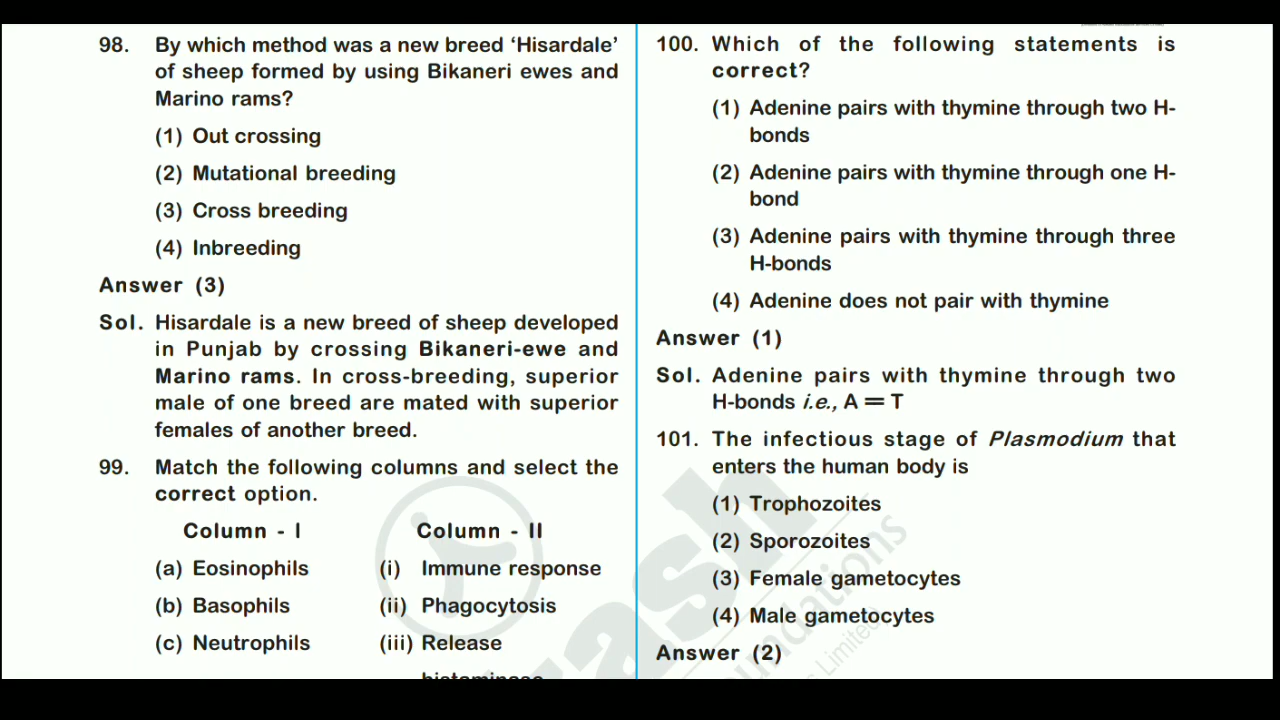 98. By which method was a new breed ‘Hisardale’
of sheep formed by using Bikaneri ewes and
Marino rams?
(1) Out crossing
(2) Mutational breeding
(3) Cross breeding
(4) Inbreeding
Answer (3)
Sol. Hisardale is a new breed of sheep developed
in Punjab by crossing Bikaneri-ewe and
Marino rams. In cross-breeding, superior
male of one breed are mated with superior
females of another breed.
99. Match the following columns and select the
correct option.
Column - I Column - II
(a) Eosinophils (i) Immune response
(b) Basophils (ii) Phagocytosis
(c) Neutrophils (iii) Release
histaminase
100. Which of the following statements is
correct?
(1) Adenine pairs with thymine through two H-
bonds
(2) Adenine pairs with thymine through one H-
bond
(3) Adenine pairs with thymine through three
H-bonds
(4) Adenine does not pair with thymine
Answer (1)
Sol. Adenine pairs with thymine through two
H-bonds i.e., A = T
101. The infectious stage of Plasmodium that
enters the human body is
(1) Trophozoites
(2) Sporozoites
(3) Female gametocytes
(4) Male gametocytes
Answer (2)